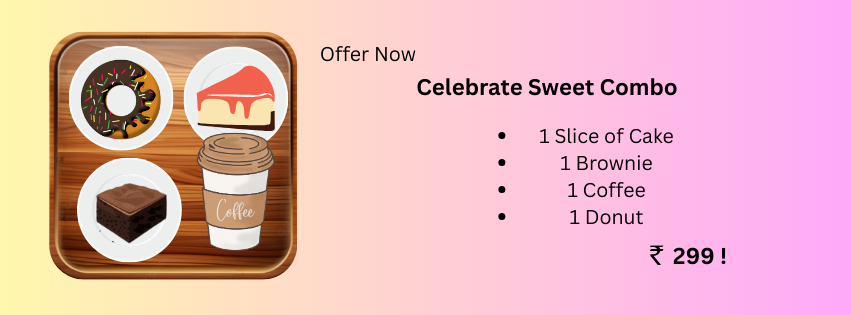 Offer Now
Celebrate Sweet Combo
• 1 Slice of Cake
• 1 Brownie
• 1 Coffee
• 1 Donut
₹ 299 !
Coffee